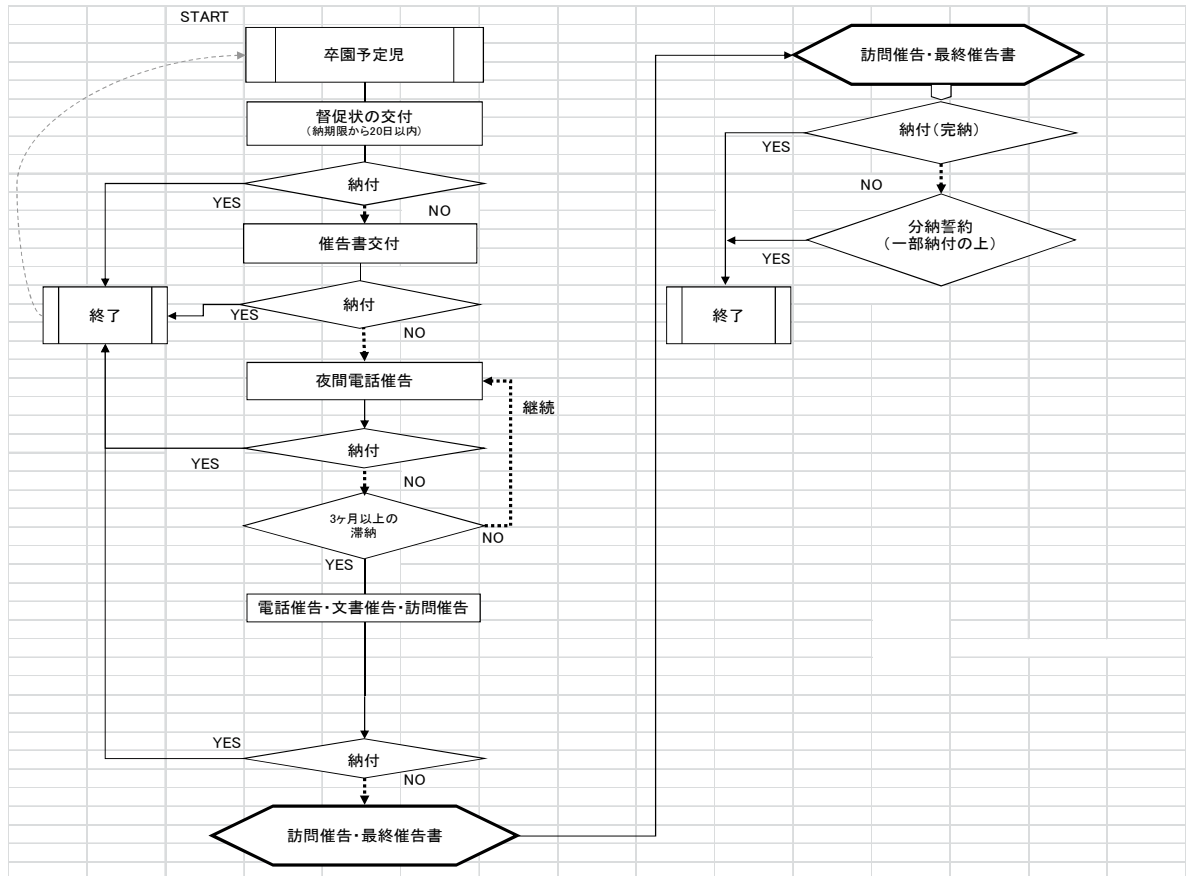 START
卒園予定児
督促状の交付
（納期限から20日以内）
納付
YES
NO
催告書交付
納付
YES
NO
終了
夜間電話催告
継続
納付
YES
NO
3ヶ月以上の
滞納
NO
YES
電話催告・文書催告・訪問催告
納付
YES
NO
訪問催告・最終催告書
訪問催告・最終催告書
納付（完納）
YES
NO
分納誓約
（一部納付の上）
YES
終了